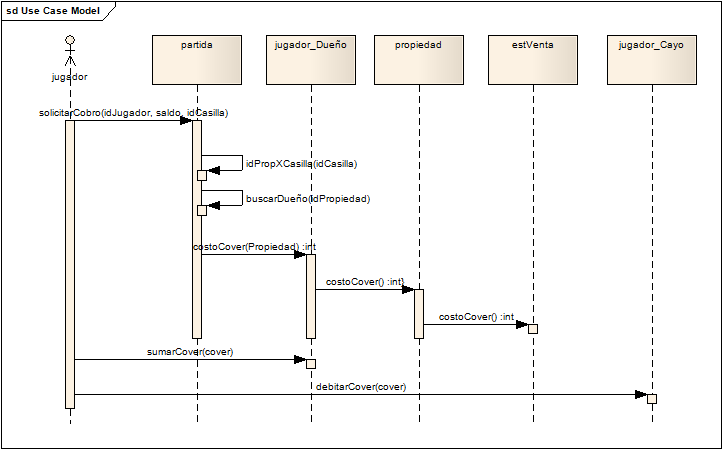 sd Use Case Model
jugador
partida
jugador_Dueño
propiedad
estVenta
jugador_Cayo
solicitarCobro(idJugador, saldo, idCasilla)
idPropXCasilla(idCasilla)
buscarDueño(idPropiedad)
costoCover(Propiedad) :int
costoCover() :int}
costoCover() :int
sumarCover(cover)
debitarCover(cover)